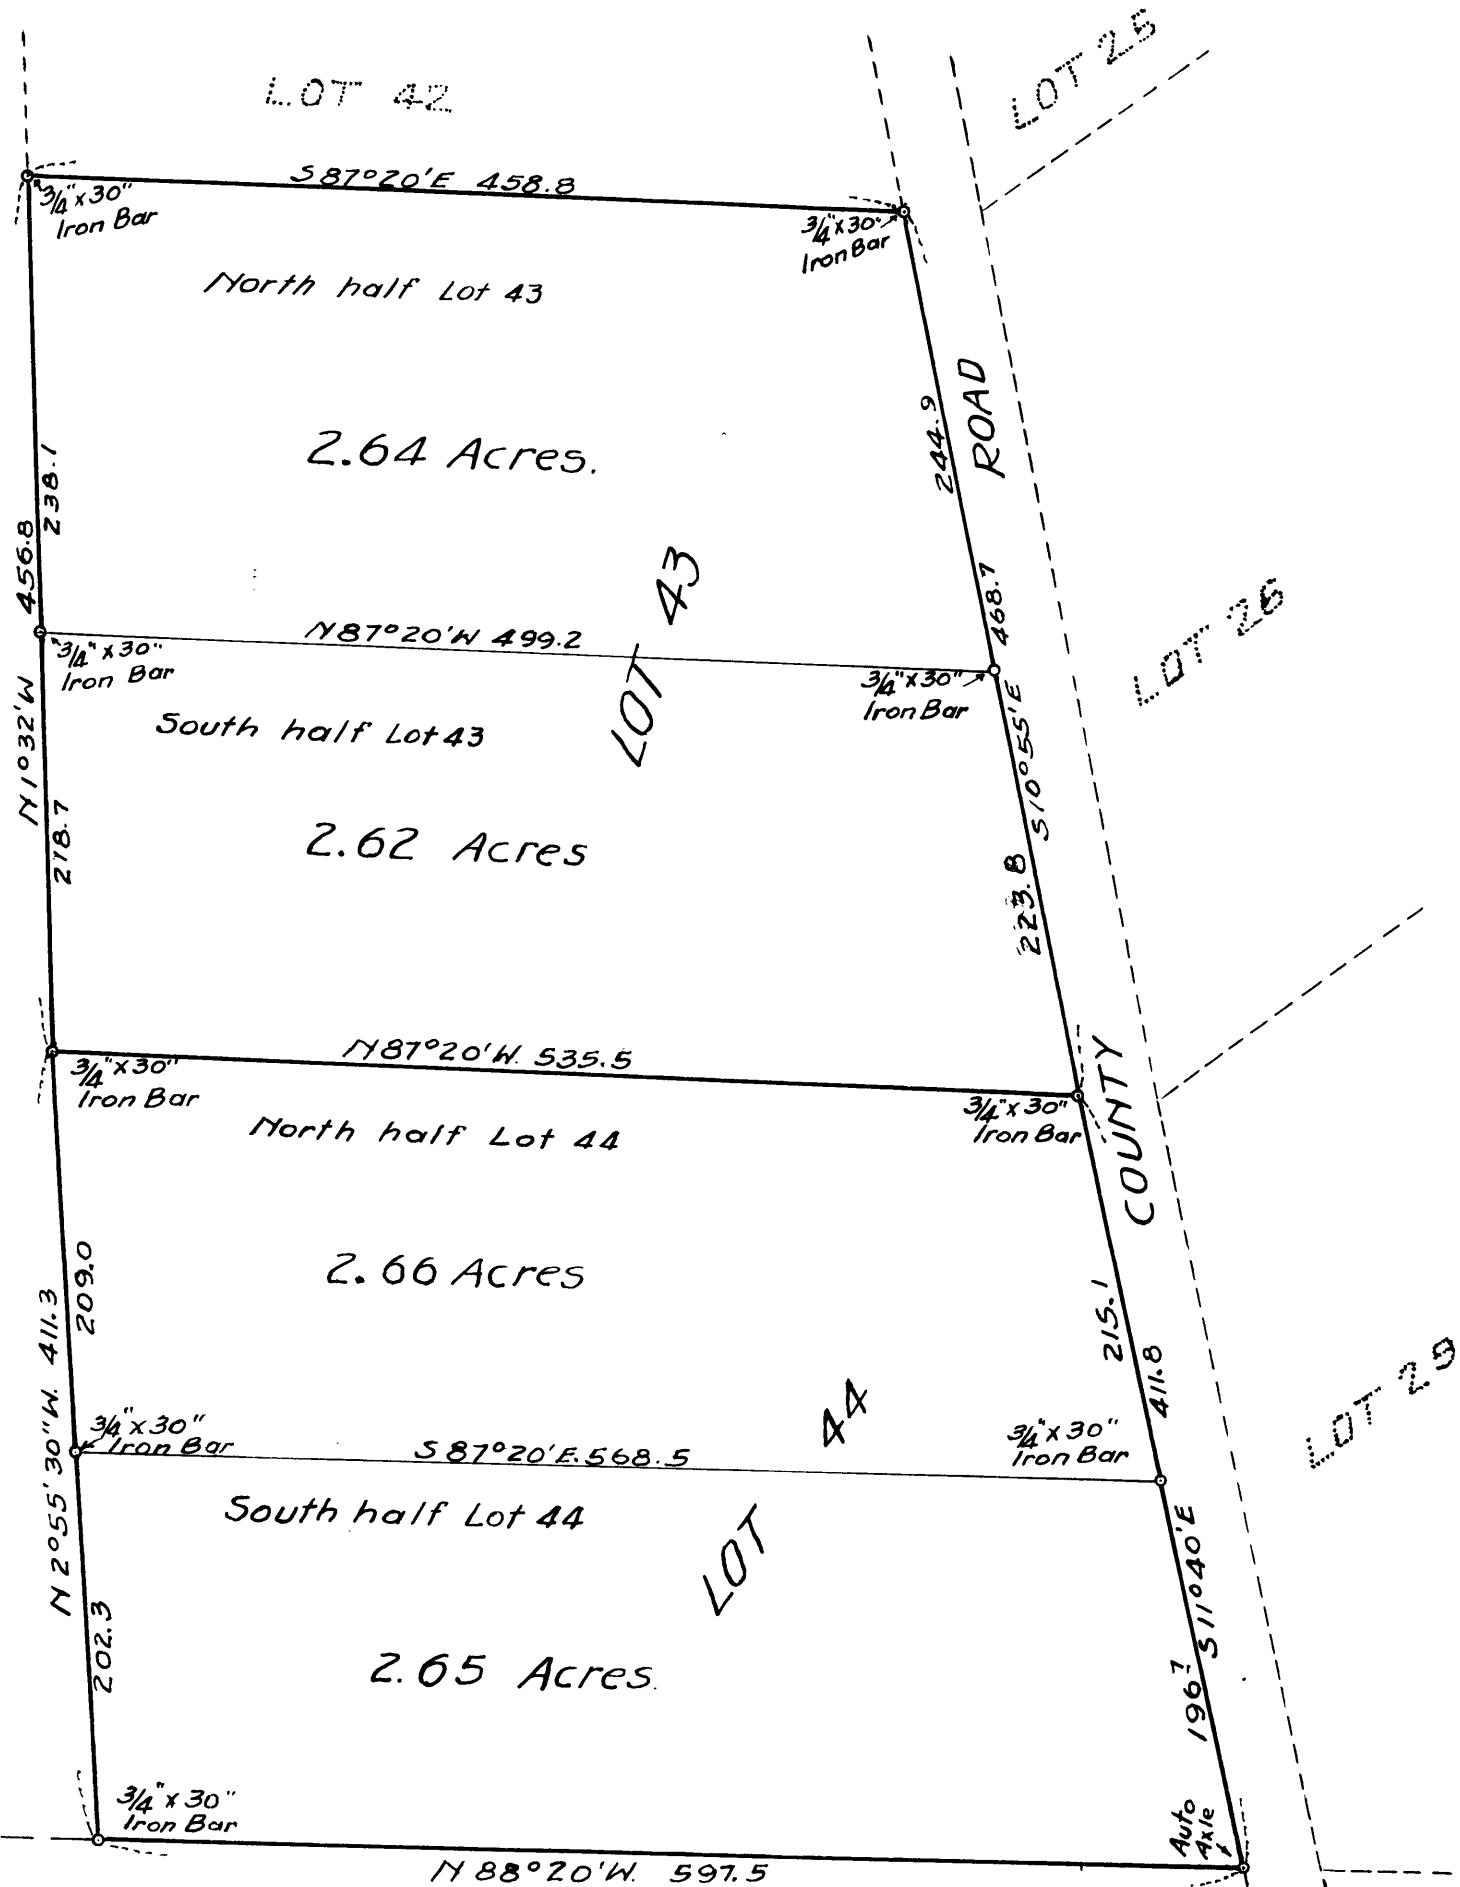 LOT 42
LOT 25
S 87°20'E 458.8
3/4"x30"
Iron Bar
3/4"x30"
Iron Bar
North half Lot 43
2.64 Acres.
244.9
ROAD
238.1
456.8
468.7
LOT 43
N 87°20'W 499.2
3/4"x30"
Iron Bar
3/4"x30"
Iron Bar
LOT 26
N 1°32'W
South half Lot 43
S 10°55'E
218.7
2.62 Acres
223.8
N 87°20'W. 535.5
3/4"x30"
Iron Bar
3/4"x30"
Iron Bar
COUNTY
North half Lot 44
209.0
2.66 Acres
215.1
411.3
411.8
LOT 29
3/4"x30"
Iron Bar
S 87°20'E. 568.5
3/4"x30"
Iron Bar
N 2°55'30"W.
South half Lot 44
LOT 44
S 11°40'E
202.3
2.65 Acres.
196.7
3/4"x30"
Iron Bar
Auto
Axle
N 88°20'W. 597.5